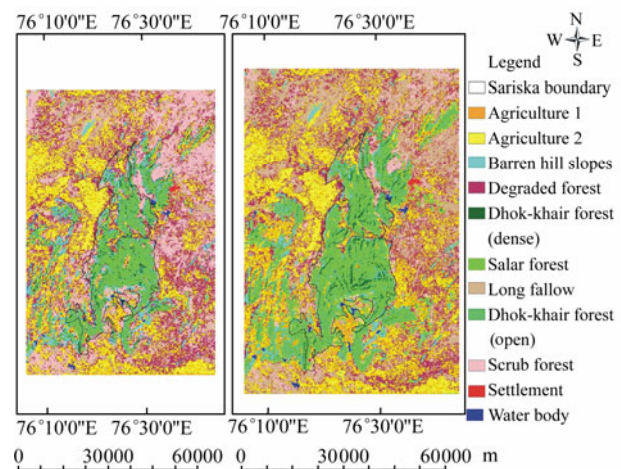 76°10'0"E 76°30'0"E 76°10'0"E 76°30'0"E
N
W E
S
Legend
Sariska boundary
Agriculture 1
Agriculture 2
Barren hill slopes
Degraded forest
Dhok-khair forest
(dense)
Salar forest
Long fallow
Dhok-khair forest
(open)
Scrub forest
Settlement
Water body
76°10'0"E 76°30'0"E 76°10'0"E 76°30'0"E
0 30000 60000 0 30000 60000 m